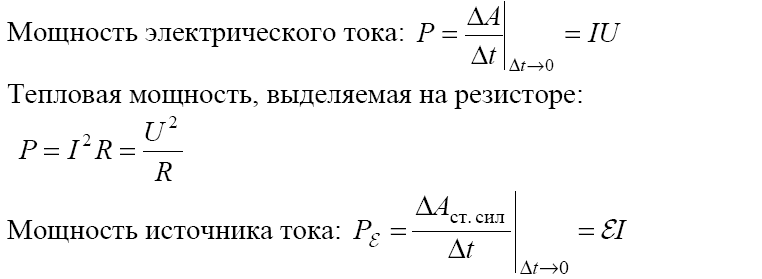 Мощность электрического тока: P = ΔA/Δt |Δt→0 = IU
Тепловая мощность, выделяемая на резисторе:
P = I²R = U²/R
Мощность источника тока: Pℰ = ΔAст. сил/Δt |Δt→0 = ℰI